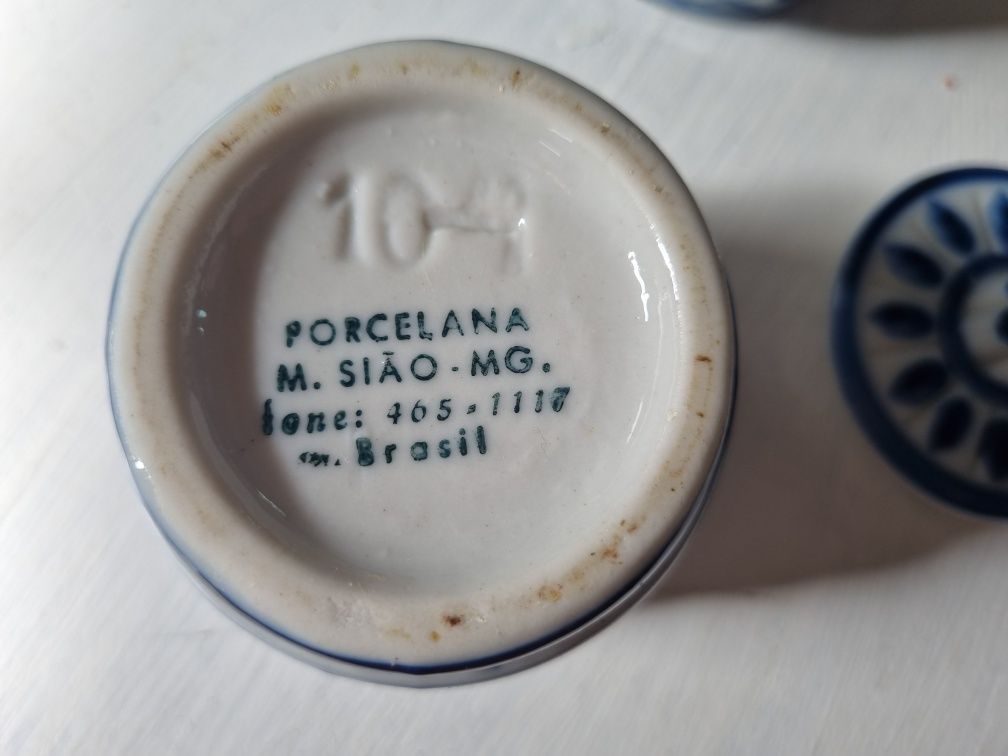 PORCELANA
M. SIÃO - MG.
fone: 465-1117
Brasil